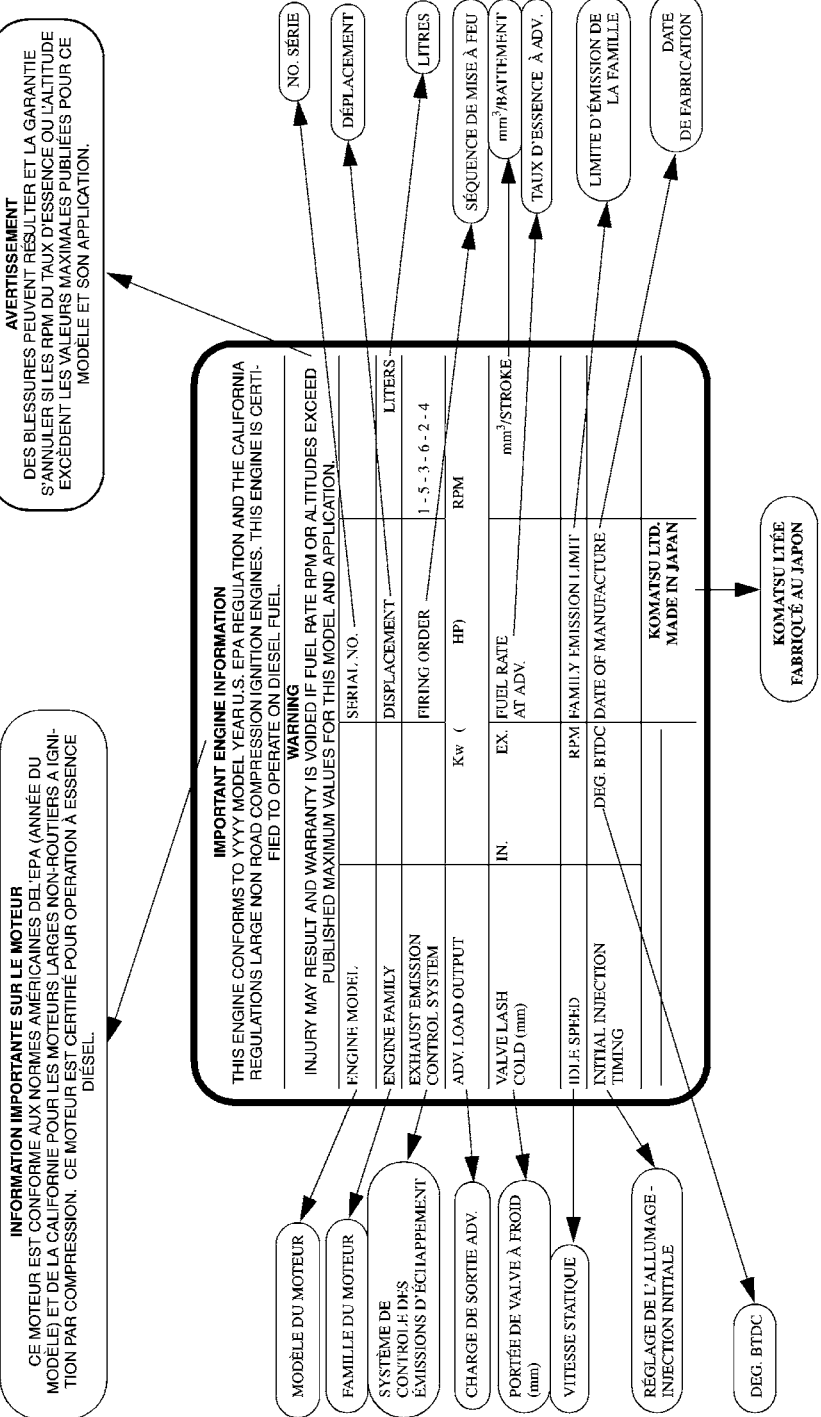 INFORMATION IMPORTANTE SUR LE MOTEUR
CE MOTEUR EST CONFORME AUX NORMES AMÉRICAINES DEL'EPA (ANNÉE DU
MODÈLE) ET DE LA CALIFORNIE POUR LES MOTEURS LARGES NON-ROUTIERS A IGNI-
TION PAR COMPRESSION. CE MOTEUR EST CERTIFIÉ POUR OPERATION À ESSENCE
DIÉSEL.
AVERTISSEMENT
DES BLESSURES PEUVENT RÉSULTER ET LA GARANTIE
S'ANNULER SI LES RPM DU TAUX D'ESSENCE OU L'ALTITUDE
EXCÈDENT LES VALEURS MAXIMALES PUBLIÉES POUR CE
MODÈLE ET SON APPLICATION.
IMPORTANT ENGINE INFORMATION
THIS ENGINE CONFORMS TO YYYY MODEL YEAR U.S. EPA REGULATION AND THE CALIFORNIA
REGULATIONS LARGE NON ROAD COMPRESSION IGNITION ENGINES. THIS ENGINE IS CERTI-
FIED TO OPERATE ON DIESEL FUEL.
WARNING
INJURY MAY RESULT AND WARRANTY IS VOIDED IF FUEL RATE RPM OR ALTITUDES EXCEED
PUBLISHED MAXIMUM VALUES FOR THIS MODEL AND APPLICATION.
ENGINE MODEL SERIAL NO.
ENGINE FAMILY DISPLACEMENT LITERS
EXHAUST EMISSION
CONTROL SYSTEM
FIRING ORDER 1 - 5 - 3 - 6 - 2 - 4
ADV. LOAD OUTPUT Kw ( HP) RPM
VALVE LASH
COLD (mm)
IN. EX.
FUEL RATE
AT ADV.
mm³/STROKE
IDLE SPEED RPM FAMILY EMISSION LIMIT
INITIAL INJECTION
TIMING
DEG. BTDC DATE OF MANUFACTURE
KOMATSU LTD.
MADE IN JAPAN
MODÈLE DU MOTEUR
FAMILLE DU MOTEUR
SYSTÈME DE
CONTROLE DES
ÉMISSIONS D'ÉCHAPPEMENT
CHARGE DE SORTIE ADV.
PORTÉE DE VALVE À FROID
(mm)
VITESSE STATIQUE
RÉGLAGE DE L'ALLUMAGE -
INJECTION INITIALE
DEG. BTDC
NO. SÉRIE
DÉPLACEMENT
LITRES
SÉQUENCE DE MISE À FEU
mm³/BATTEMENT
TAUX D'ESSENCE À ADV.
LIMITE D'ÉMISSION DE
LA FAMILLE
DATE
DE FABRICATION
KOMATSU LTÉE
FABRIQUÉ AU JAPON